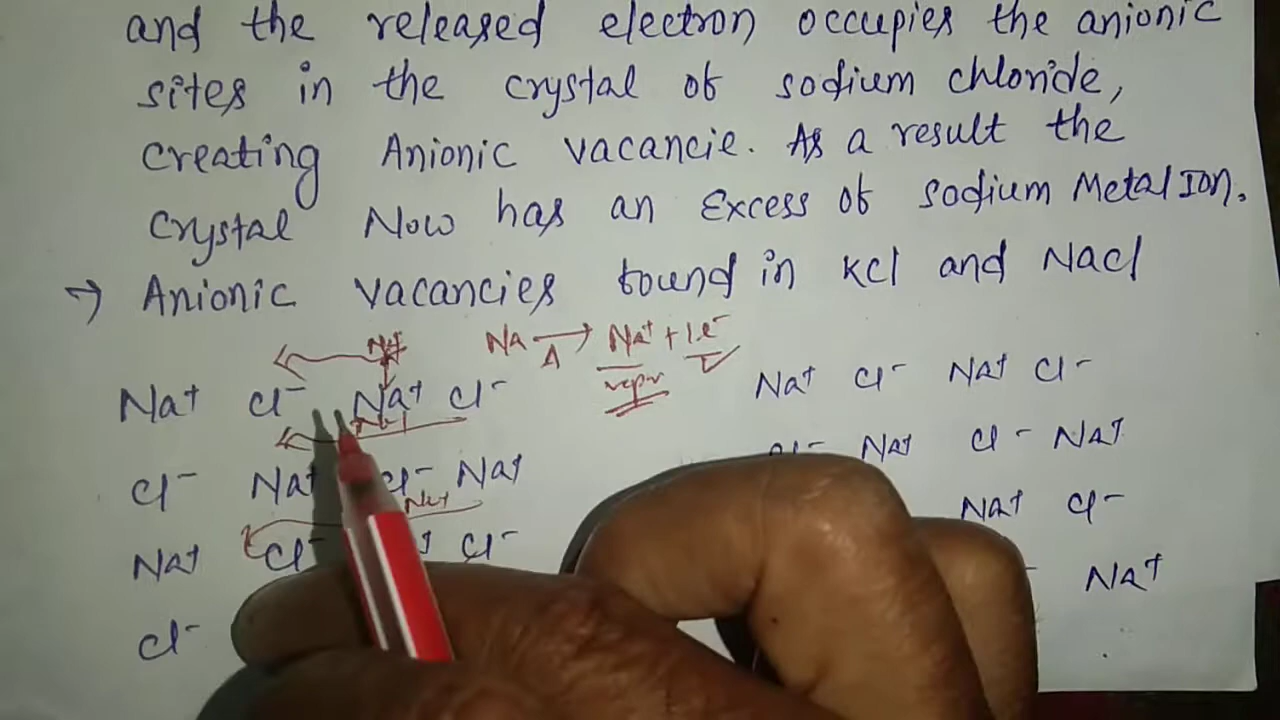 and the released electron occupies the anionic
sites in the crystal of sodium chloride,
creating Anionic vacancie. As a result the
Crystal Now has an Excess of sodium Metal Ion.
→ Anionic vacancies found in KCl and NaCl
Na → Na⁺ + 1e⁻
Δ
Na⁺ Cl⁻ Na⁺ Cl⁻
Cl⁻ Na⁺ Cl⁻ Na⁺
Na⁺ Cl⁻ Cl⁻
Cl⁻
Na⁺ Cl⁻ Na⁺ Cl⁻
Na⁺ Cl⁻ Na⁺
Na⁺ Cl⁻
Na⁺